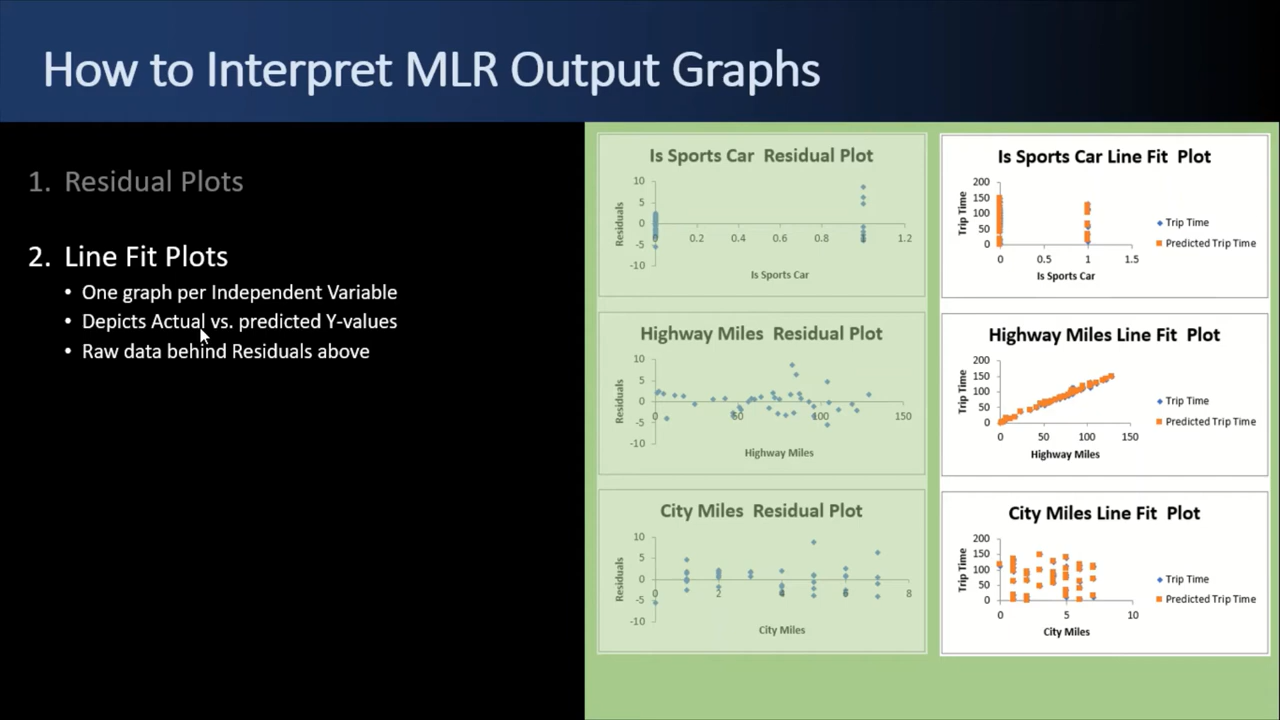 How to Interpret MLR Output Graphs
1. Residual Plots
2. Line Fit Plots
• One graph per Independent Variable
• Depicts Actual vs. predicted Y-values
• Raw data behind Residuals above
Is Sports Car Residual Plot
10
5
0
-5
-10
0
0.2
0.4
0.6
0.8
1
1.2
Residuals
Is Sports Car
Is Sports Car Line Fit Plot
200
150
100
50
0
0
0.5
1
1.5
Trip Time
Is Sports Car
Trip Time
Predicted Trip Time
Highway Miles Residual Plot
10
5
0
-5
-10
0
50
100
150
Residuals
Highway Miles
Highway Miles Line Fit Plot
200
150
100
50
0
0
50
100
150
Trip Time
Highway Miles
Trip Time
Predicted Trip Time
City Miles Residual Plot
10
5
0
-5
-10
0
2
4
6
8
Residuals
City Miles
City Miles Line Fit Plot
200
150
100
50
0
0
5
10
Trip Time
City Miles
Trip Time
Predicted Trip Time